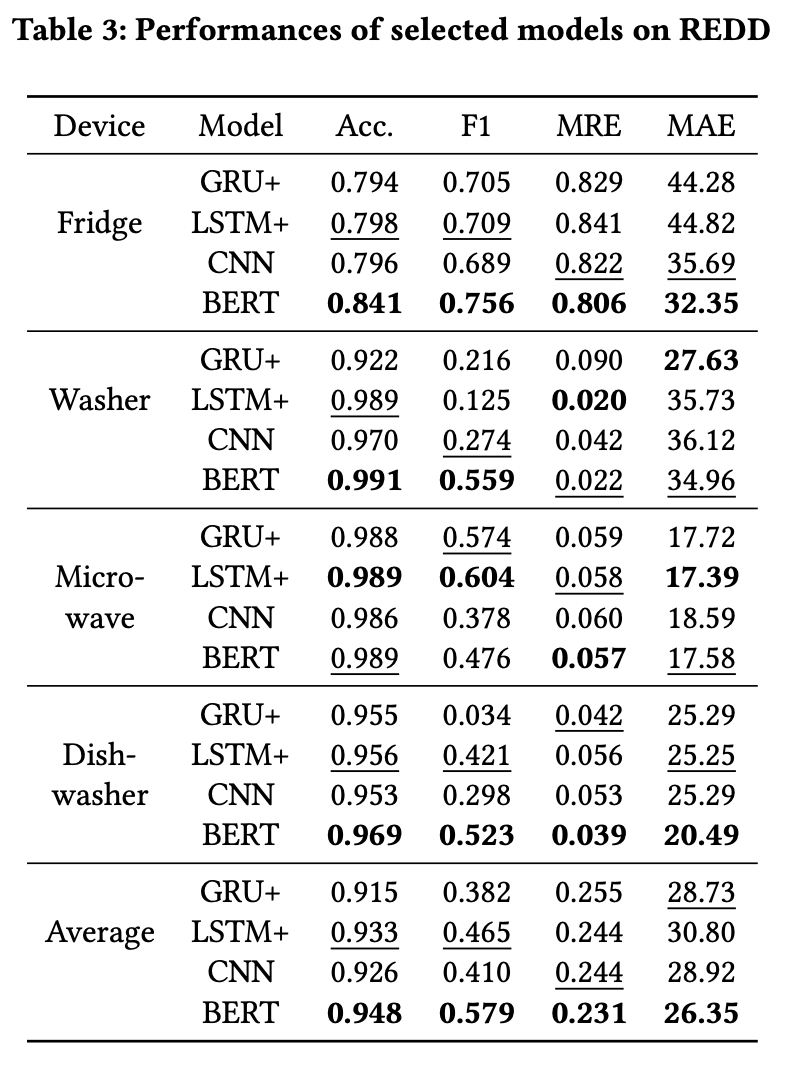 Table 3: Performances of selected models on REDD
Device Model Acc. F1 MRE MAE
GRU+ 0.794 0.705 0.829 44.28
Fridge LSTM+ 0.798 0.709 0.841 44.82
CNN 0.796 0.689 0.822 35.69
BERT 0.841 0.756 0.806 32.35
GRU+ 0.922 0.216 0.090 27.63
Washer LSTM+ 0.989 0.125 0.020 35.73
CNN 0.970 0.274 0.042 36.12
BERT 0.991 0.559 0.022 34.96
GRU+ 0.988 0.574 0.059 17.72
Micro- LSTM+ 0.989 0.604 0.058 17.39
wave CNN 0.986 0.378 0.060 18.59
BERT 0.989 0.476 0.057 17.58
GRU+ 0.955 0.034 0.042 25.29
Dish- LSTM+ 0.956 0.421 0.056 25.25
washer CNN 0.953 0.298 0.053 25.29
BERT 0.969 0.523 0.039 20.49
GRU+ 0.915 0.382 0.255 28.73
Average LSTM+ 0.933 0.465 0.244 30.80
CNN 0.926 0.410 0.244 28.92
BERT 0.948 0.579 0.231 26.35